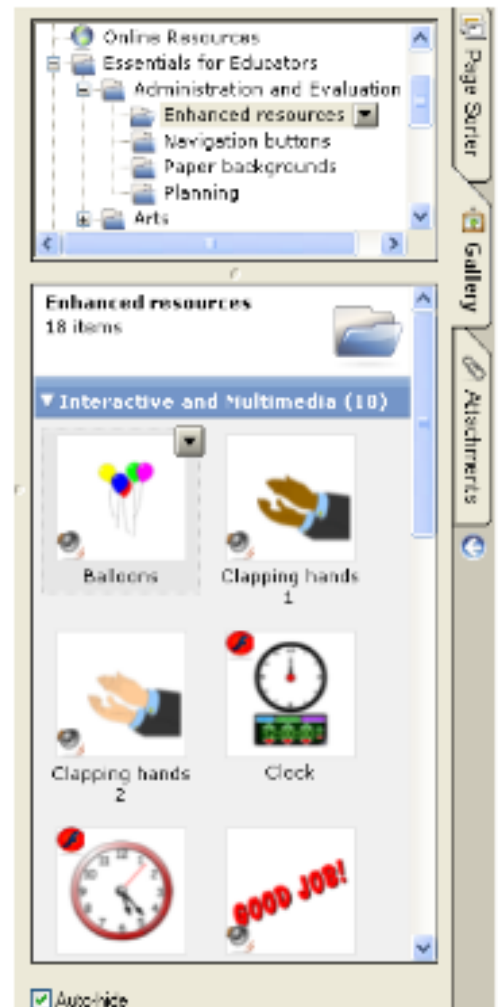 Online Resources
Essentials for Educators
Administration and Evaluation
Enhanced resources
Navigation buttons
Paper backgrounds
Planning
Arts
Page Sorter
Gallery
Attachments
Enhanced resources
18 items
Interactive and Multimedia (18)
Balloons
Clapping hands
1
Clapping hands
2
Clock
GOOD JOB!
Auto-hide